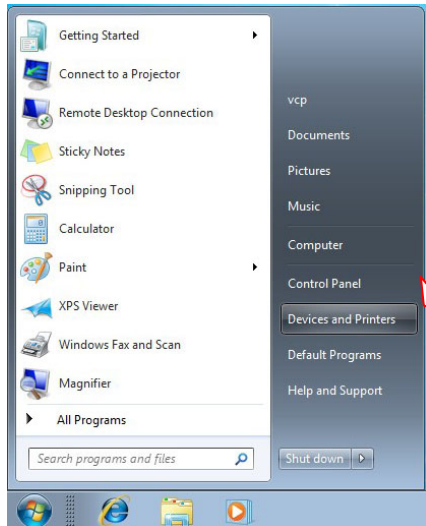 Getting Started
Connect to a Projector
Remote Desktop Connection
Sticky Notes
Snipping Tool
Calculator
Paint
XPS Viewer
Windows Fax and Scan
Magnifier
All Programs
Search programs and files
vcp
Documents
Pictures
Music
Computer
Control Panel
Devices and Printers
Default Programs
Help and Support
Shut down